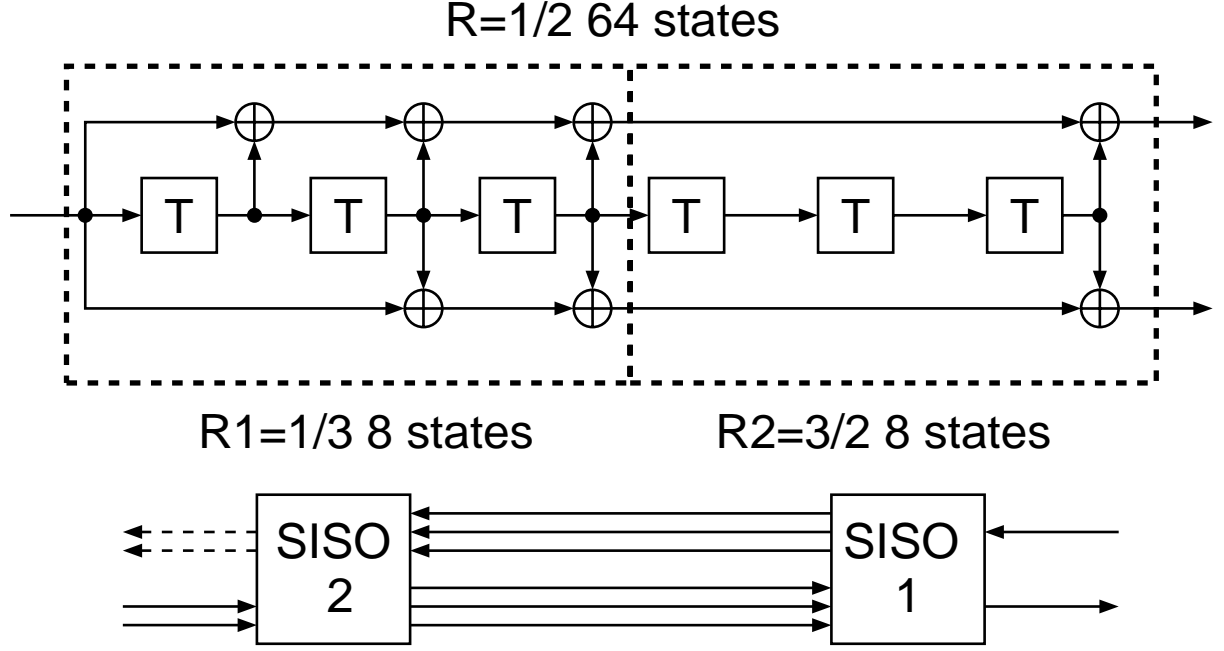 R=1/2 64 states
T T T T T T
R1=1/3 8 states R2=3/2 8 states
SISO SISO
2 1